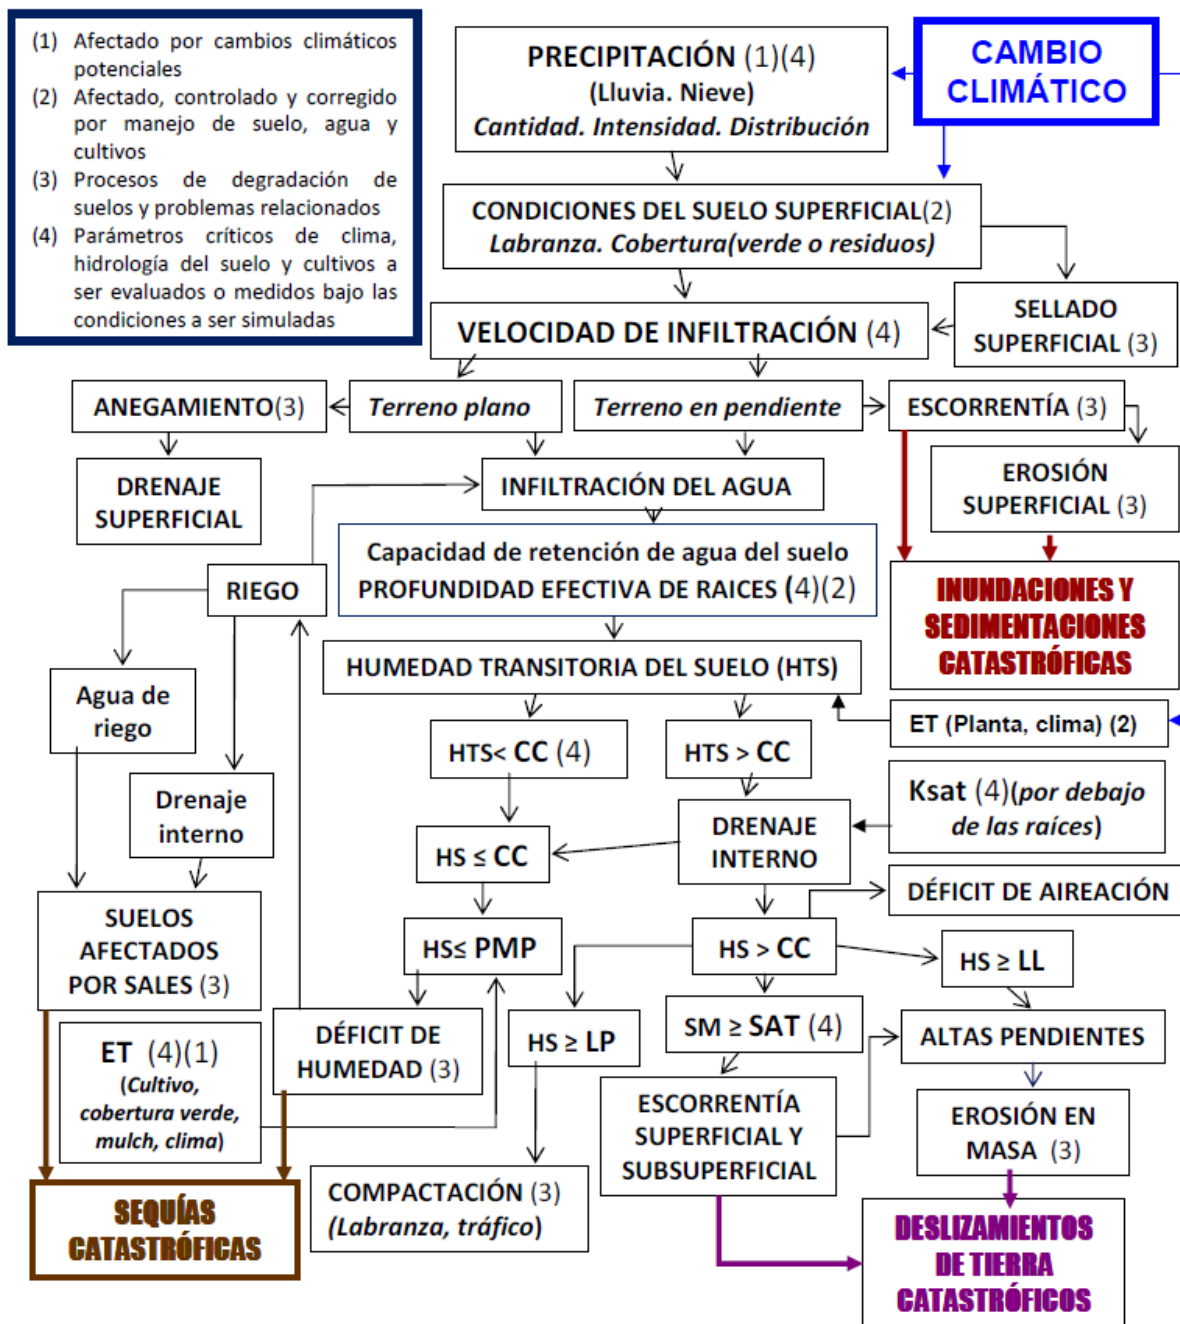 (1) Afectado por cambios climáticos
potenciales
(2) Afectado, controlado y corregido
por manejo de suelo, agua y
cultivos
(3) Procesos de degradación de
suelos y problemas relacionados
(4) Parámetros críticos de clima,
hidrología del suelo y cultivos a
ser evaluados o medidos bajo las
condiciones a ser simuladas
PRECIPITACIÓN (1)(4)
(Lluvia. Nieve)
Cantidad. Intensidad. Distribución
CAMBIO
CLIMÁTICO
CONDICIONES DEL SUELO SUPERFICIAL(2)
Labranza. Cobertura(verde o residuos)
SELLADO
SUPERFICIAL (3)
VELOCIDAD DE INFILTRACIÓN (4)
ANEGAMIENTO(3)
Terreno plano
Terreno en pendiente
ESCORRENTÍA (3)
DRENAJE
SUPERFICIAL
INFILTRACIÓN DEL AGUA
EROSIÓN
SUPERFICIAL (3)
Capacidad de retención de agua del suelo
PROFUNDIDAD EFECTIVA DE RAICES (4)(2)
RIEGO
INUNDACIONES Y
SEDIMENTACIONES
CATASTRÓFICAS
HUMEDAD TRANSITORIA DEL SUELO (HTS)
Agua de
riego
ET (Planta, clima) (2)
HTS< CC (4)
HTS > CC
Ksat (4)(por debajo
de las raíces)
Drenaje
interno
DRENAJE
INTERNO
HS ≤ CC
DÉFICIT DE AIREACIÓN
SUELOS
AFECTADOS
POR SALES (3)
HS≤ PMP
HS > CC
HS ≥ LL
DÉFICIT DE
HUMEDAD (3)
HS ≥ LP
SM ≥ SAT (4)
ALTAS PENDIENTES
ET (4)(1)
(Cultivo,
cobertura verde,
mulch, clima)
ESCORRENTÍA
SUPERFICIAL Y
SUBSUPERFICIAL
EROSIÓN EN
MASA (3)
SEQUÍAS
CATASTRÓFICAS
COMPACTACIÓN (3)
(Labranza, tráfico)
DESLIZAMIENTOS
DE TIERRA
CATASTRÓFICOS